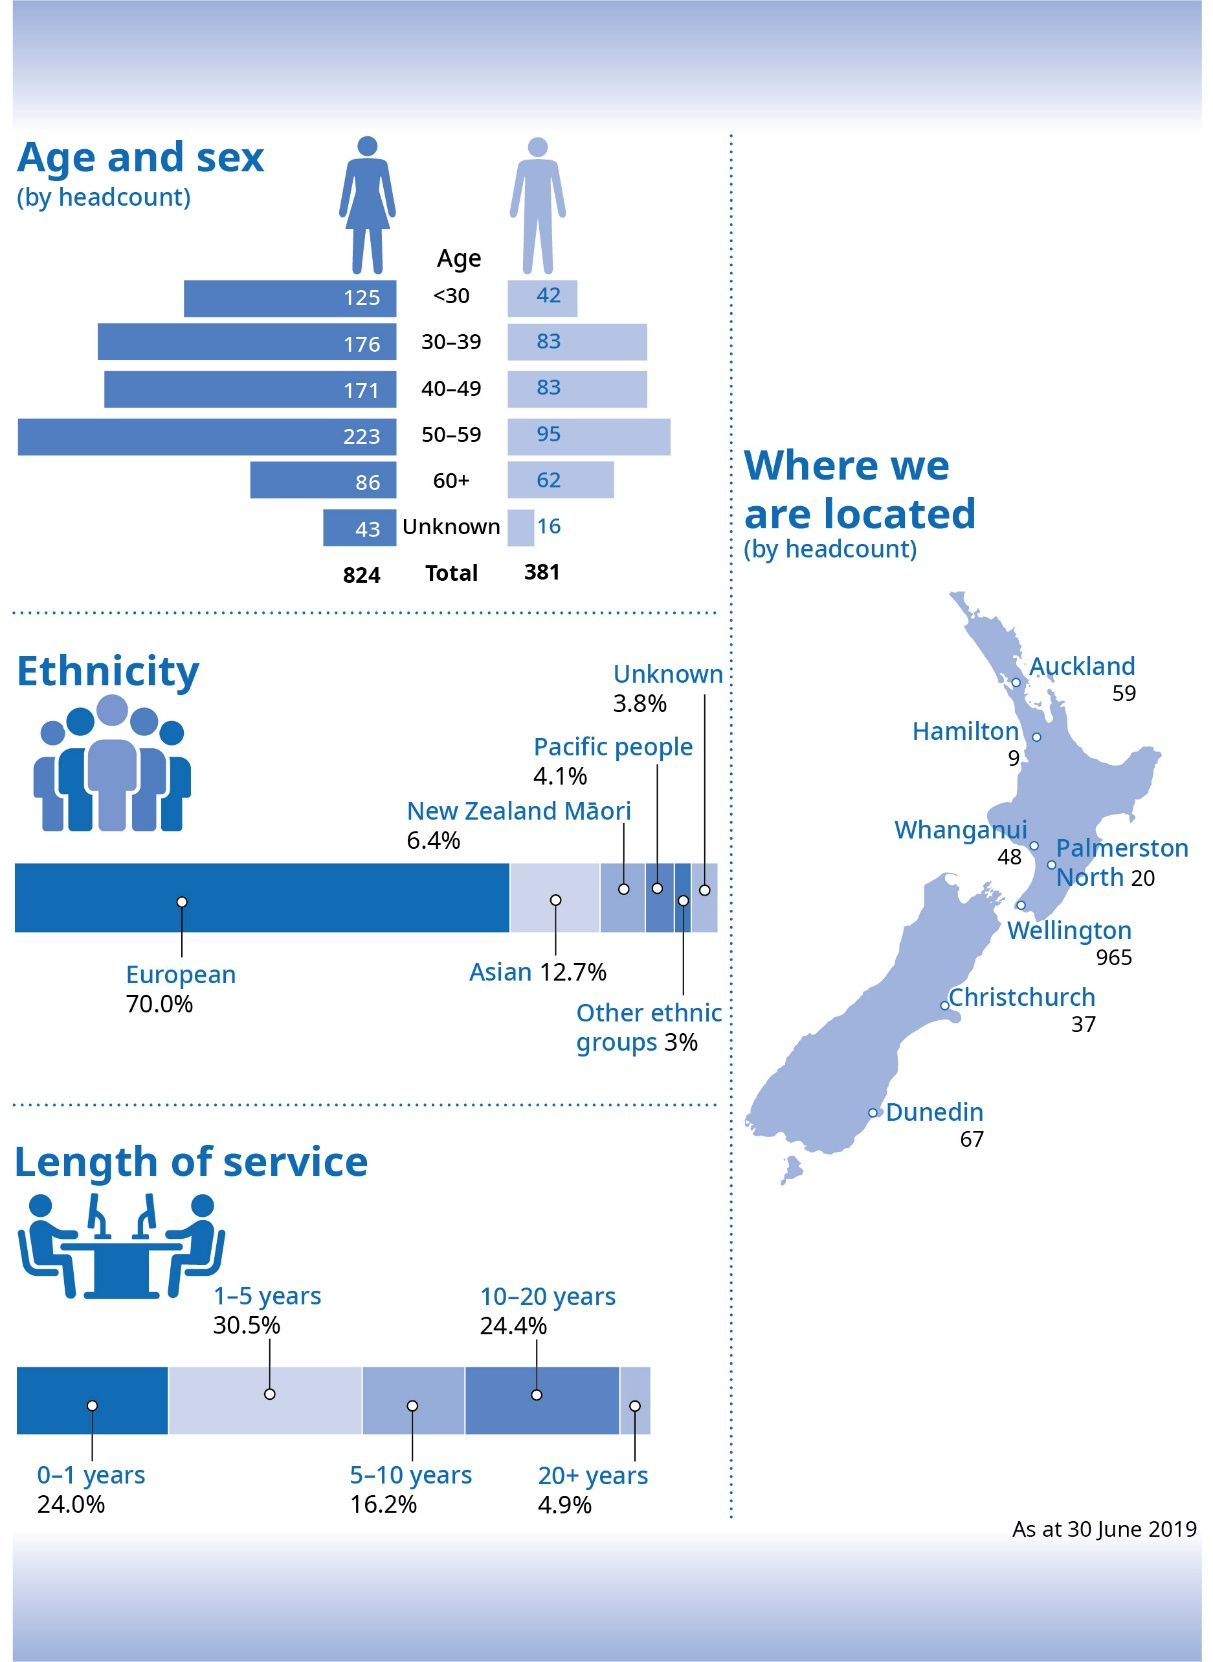 Age and sex
(by headcount)
Age
125 <30 42
176 30–39 83
171 40–49 83
223 50–59 95
86 60+ 62
43 Unknown 16
824 Total 381
Ethnicity
Unknown
3.8%
Pacific people
4.1%
New Zealand Māori
6.4%
European
70.0%
Asian 12.7%
Other ethnic
groups 3%
Length of service
1–5 years
30.5%
10–20 years
24.4%
0–1 years
24.0%
5–10 years
16.2%
20+ years
4.9%
Where we
are located
(by headcount)
Auckland
59
Hamilton
9
Whanganui
48
Palmerston
North 20
Wellington
965
Christchurch
37
Dunedin
67
As at 30 June 2019